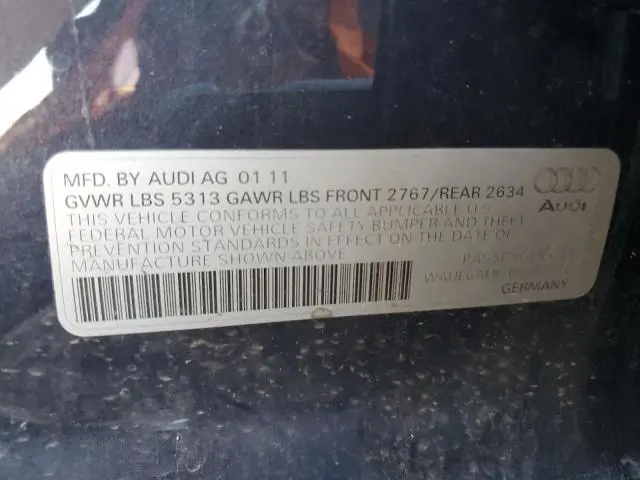 MFD. BY AUDI AG 01 11
GVWR LBS 5313 GAWR LBS FRONT 2767/REAR 2634
THIS VEHICLE CONFORMS TO ALL APPLICABLE U.S.
FEDERAL MOTOR VEHICLE SAFETY BUMPER AND THEFT
PREVENTION STANDARDS IN EFFECT ON THE DATE OF
MANUFACTURE SHOWN ABOVE
Audi
GERMANY